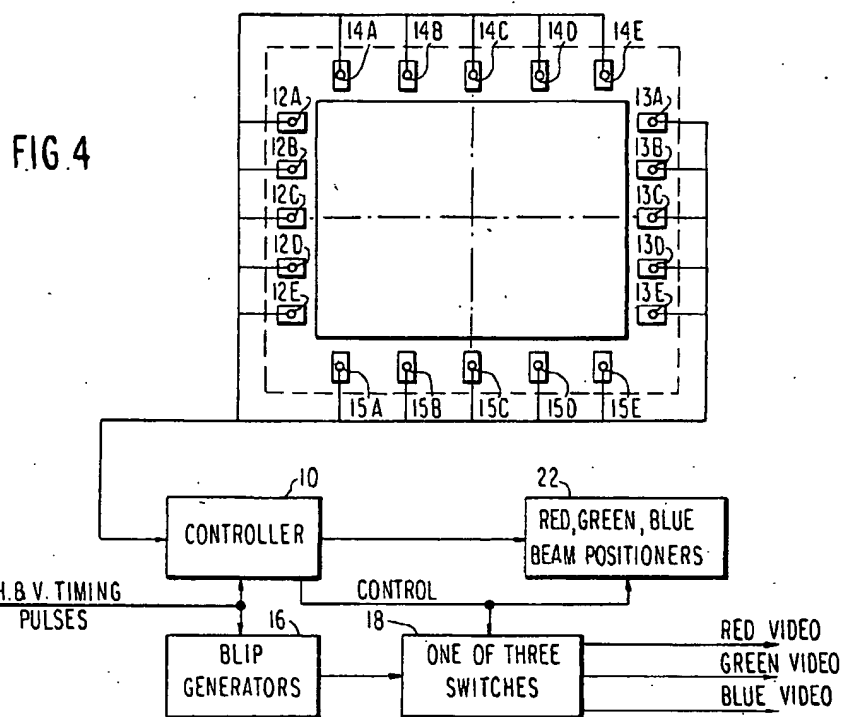 14A 14B 14C 14D 14E
12A 13A
FIG. 4
12B 13B
12C 13C
12D 13D
12E 13E
15A 15B 15C 15D 15E
10 22
CONTROLLER
RED, GREEN, BLUE
BEAM POSITIONERS
H. & V. TIMING
PULSES
CONTROL
16 18
BLIP
GENERATORS
ONE OF THREE
SWITCHES
RED VIDEO
GREEN VIDEO
BLUE VIDEO